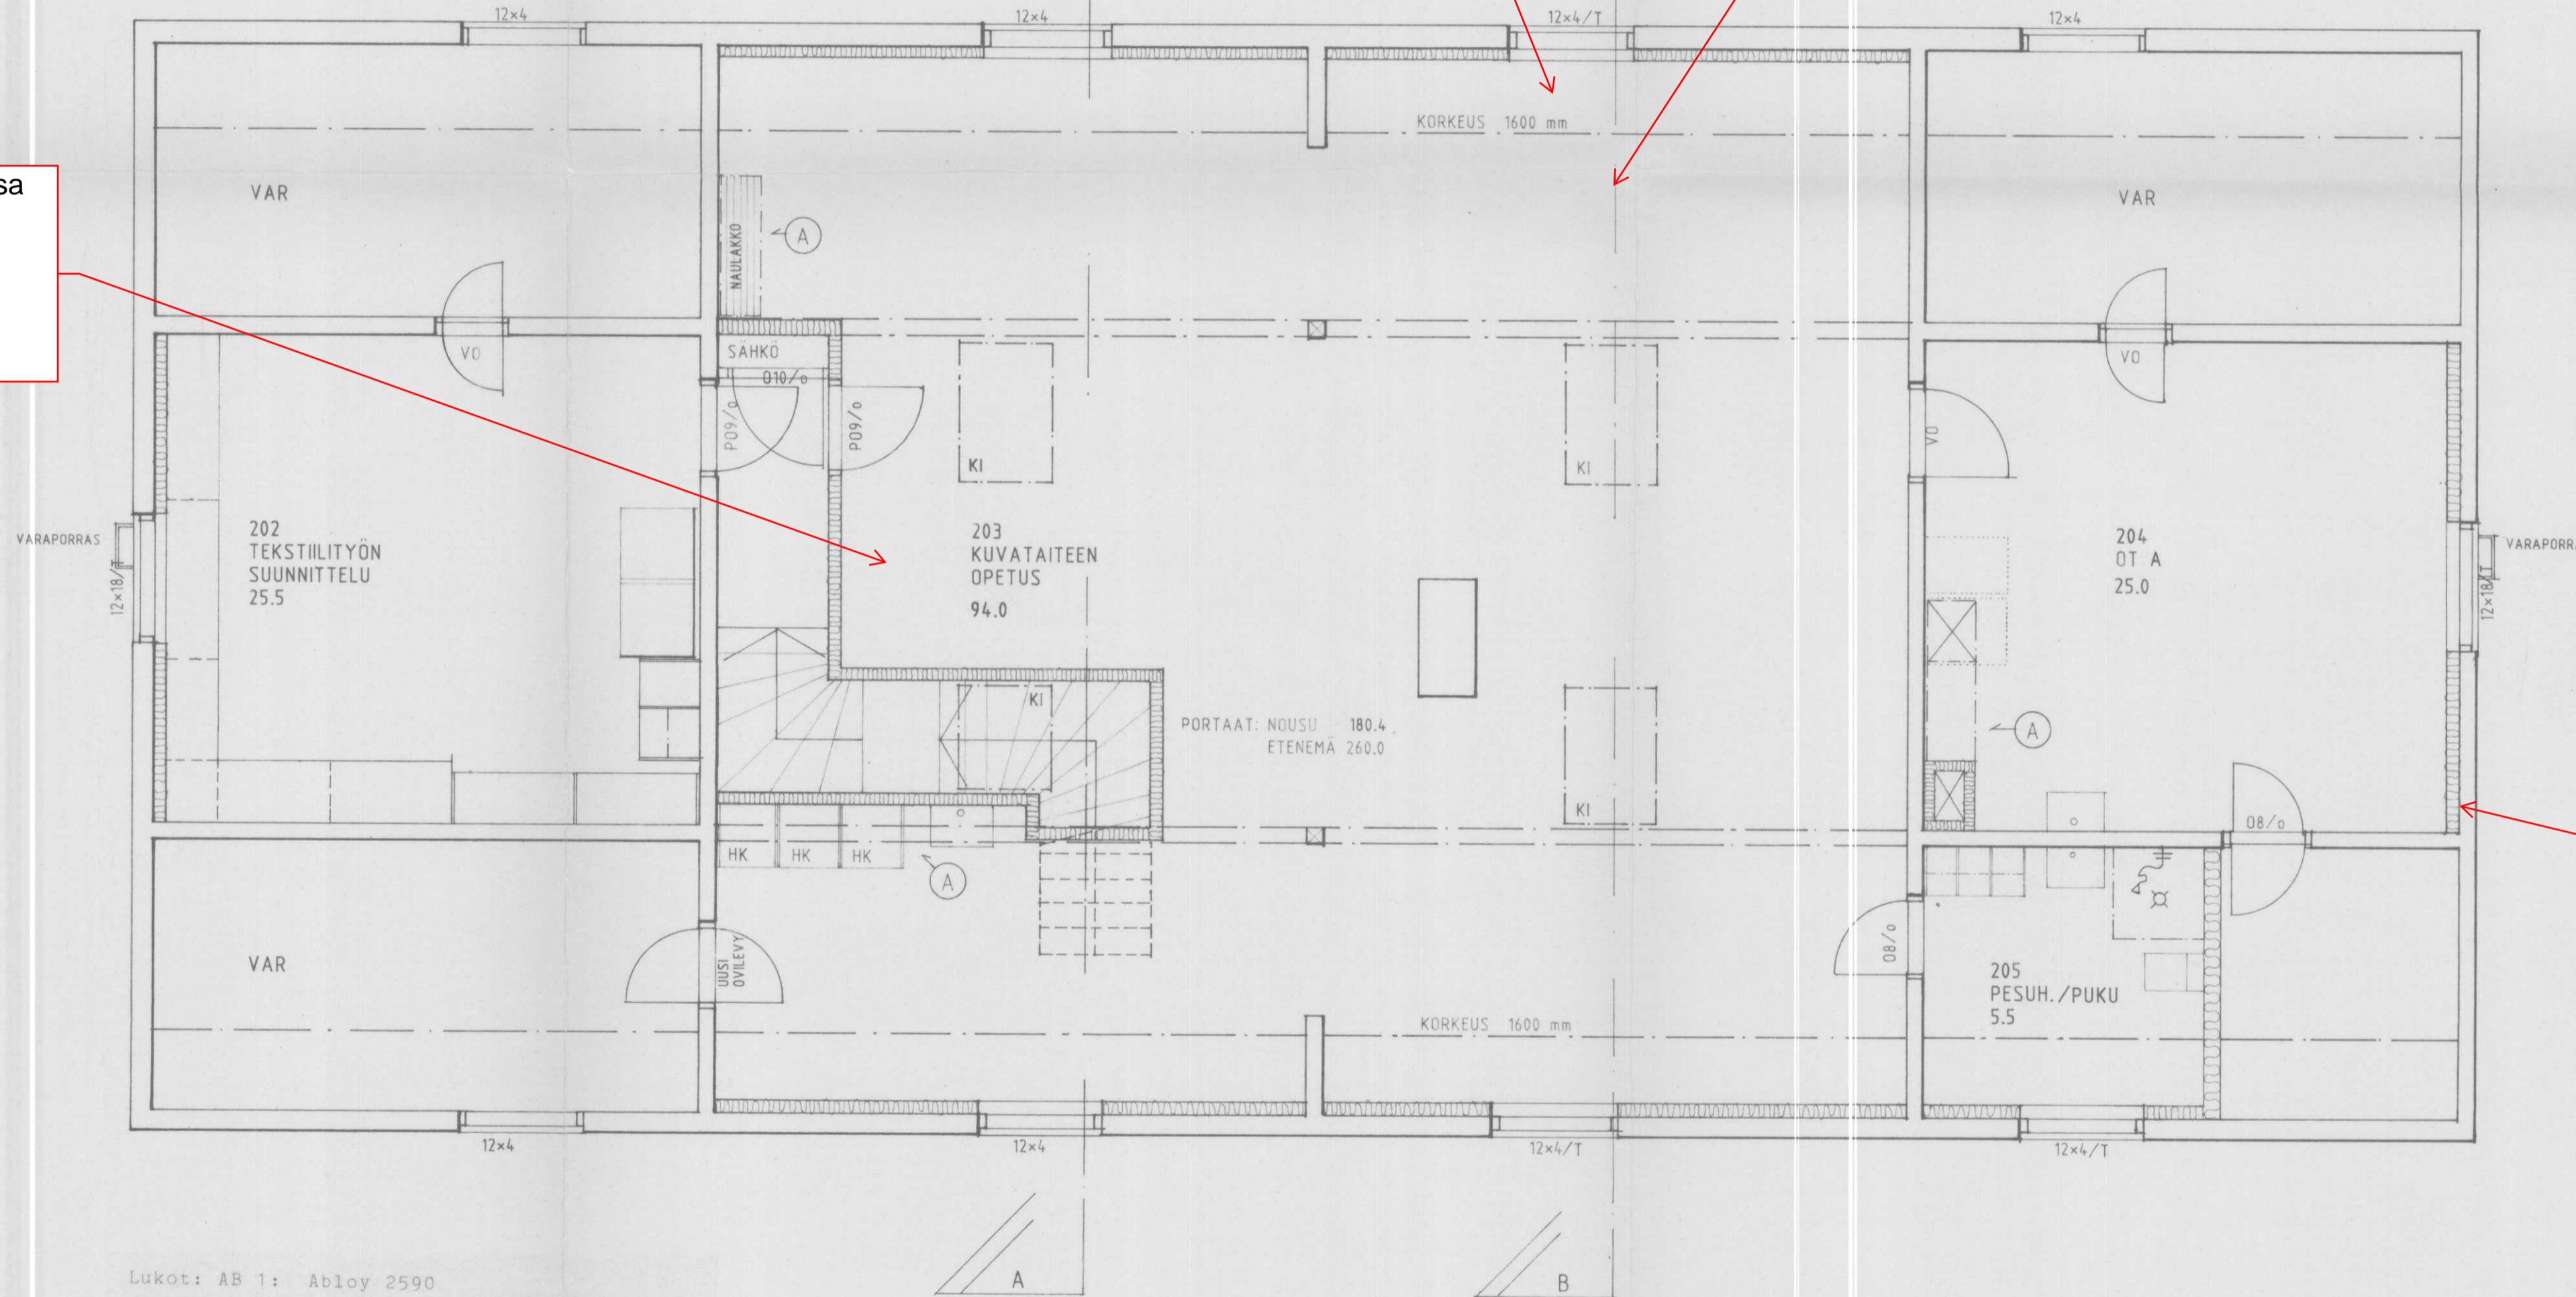 12×4
12×4
12×4/T
12×4
KORKEUS 1600 mm
sa
VAR
VAR
A
NAULAKKO
SÄHKÖ
VO
010/o
VO
P09/o
P09/o
KI
KI
VO
202
TEKSTIILITYÖN
SUUNNITTELU
25.5
203
KUVATAITEEN
OPETUS
94.0
204
OT A
25.0
VARAPORRAS
VARAPORR
12×18/T
12×18/T
KI
PORTAAT: NOUSU 180.4
ETENEMÄ 260.0
A
KI
08/o
HK
HK
HK
A
VAR
UUSI
OVILEVY
08/o
205
PESUH./PUKU
5.5
KORKEUS 1600 mm
12×4
12×4
12×4/T
12×4/T
Lukot: AB 1: Abloy 2590
A
B